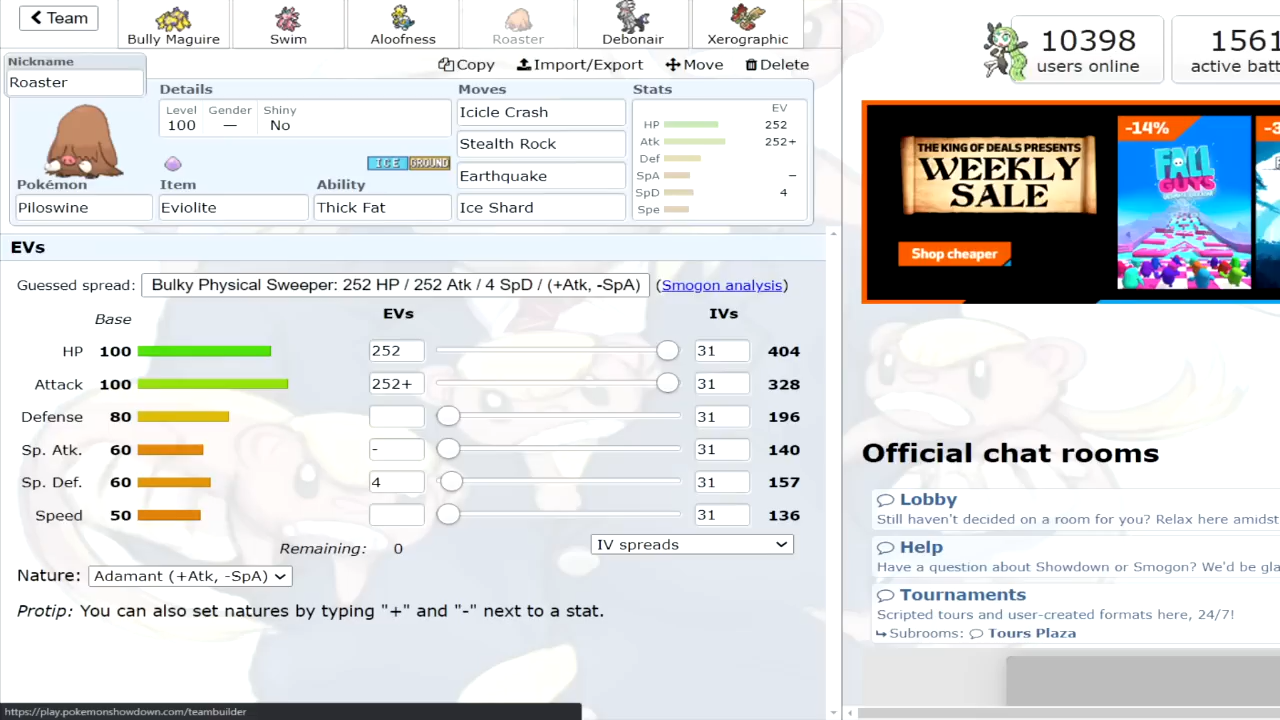 Team
Bully Maguire
Swim
Aloofness
Roaster
Debonair
Xerographic
Copy
Import/Export
Move
Delete
Nickname
Roaster
Details
Level
100
Gender
—
Shiny
No
ICE GROUND
Pokémon
Piloswine
Item
Eviolite
Ability
Thick Fat
Moves
Icicle Crash
Stealth Rock
Earthquake
Ice Shard
Stats
EV
HP 252
Atk 252+
Def
SpA –
SpD 4
Spe
10398
users online
1561
-14%
THE KING OF DEALS PRESENTS
WEEKLY
SALE
Shop cheaper
FALL
GUYS
EVs
Guessed spread: Bulky Physical Sweeper: 252 HP / 252 Atk / 4 SpD / (+Atk, -SpA) (Smogon analysis)
Base EVs IVs
HP 100 252 31 404
Attack 100 252+ 31 328
Defense 80 31 196
Sp. Atk. 60 - 31 140
Sp. Def. 60 4 31 157
Speed 50 31 136
Remaining: 0
IV spreads
Nature: Adamant (+Atk, -SpA)
Protip: You can also set natures by typing "+" and "-" next to a stat.
https://play.pokemonshowdown.com/teambuilder
Official chat rooms
Lobby
Still haven't decided on a room for you? Relax here amidst
Help
Have a question about Showdown or Smogon? We'd be gla
Tournaments
Scripted tours and user-created formats here, 24/7!
Subrooms: Tours Plaza